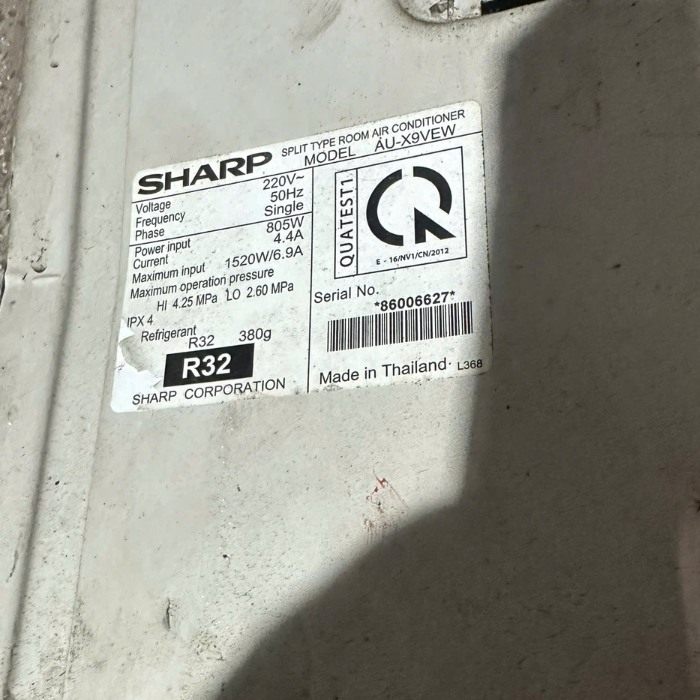 SHARP
SPLIT TYPE ROOM AIR CONDITIONER
MODEL AU-X9VEW
Voltage 220V~
Frequency 50Hz
Phase Single
Power input 805W
Current 4.4A
Maximum input 1520W/6.9A
Maximum operation pressure
HI 4.25 MPa LO 2.60 MPa
IPX 4
Refrigerant
R32 380g
R32
SHARP CORPORATION
QUATEST1
E - 16/NV1/CN/2012
Serial No.
*86006627*
Made in Thailand L368